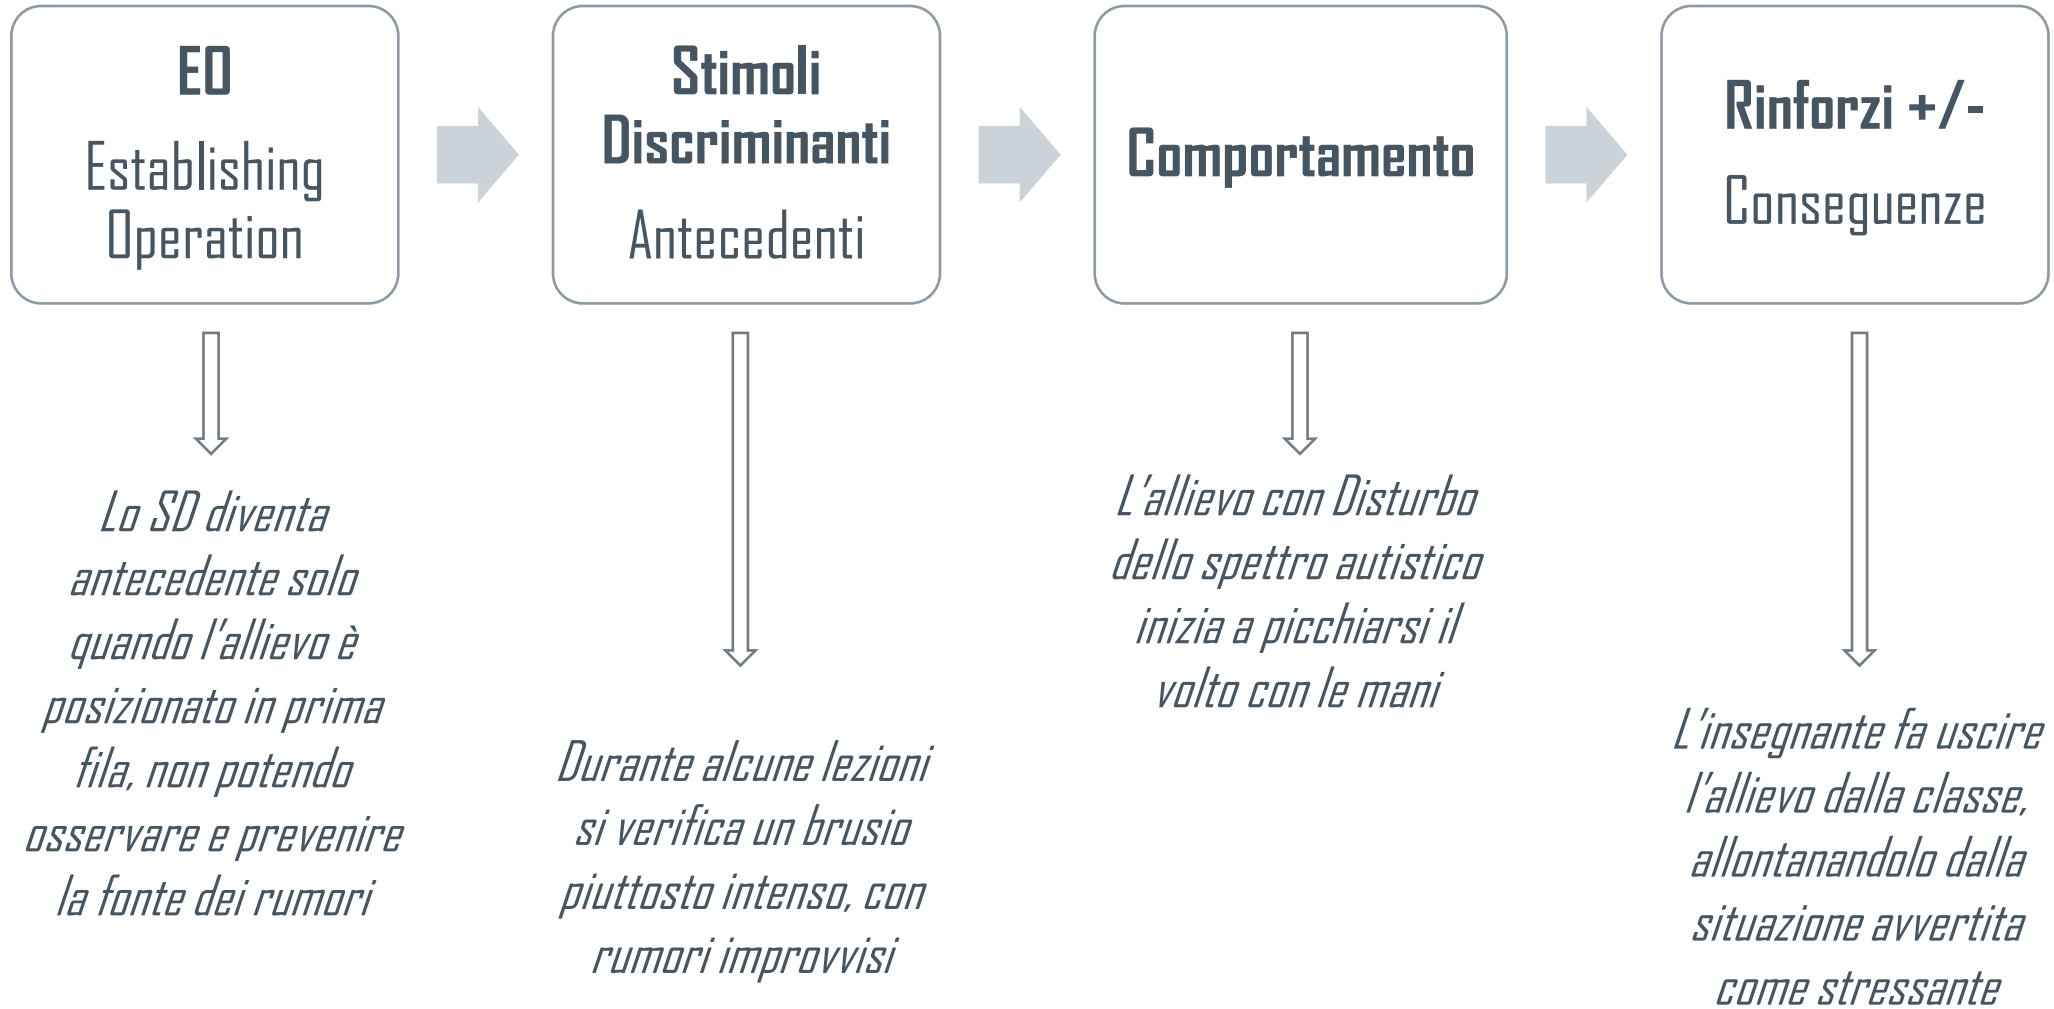 EO
Establishing
Operation
Stimoli
Discriminanti
Antecedenti
Comportamento
Rinforzi +/-
Conseguenze
Lo SD diventa
antecedente solo
quando l'allievo è
posizionato in prima
fila, non potendo
osservare e prevenire
la fonte dei rumori
Durante alcune lezioni
si verifica un brusio
piuttosto intenso, con
rumori improvvisi
L'allievo con Disturbo
dello spettro autistico
inizia a picchiarsi il
volto con le mani
L'insegnante fa uscire
l'allievo dalla classe,
allontanandolo dalla
situazione avvertita
come stressante